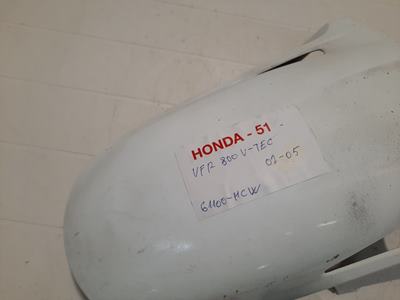 HONDA - 51
VFR 800 V-TEC
02-05
61100-MCW